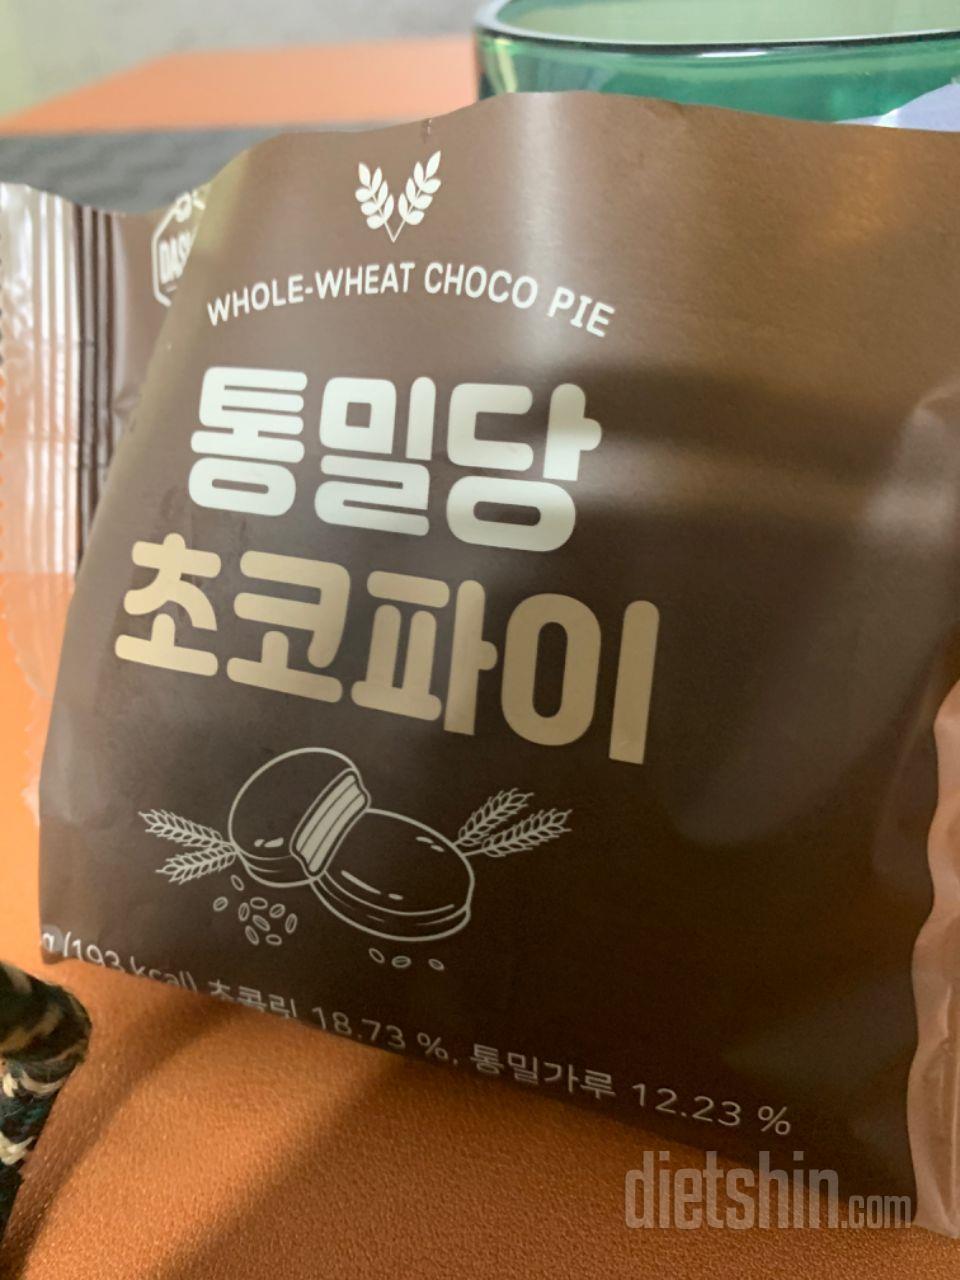 WHOLE-WHEAT CHOCO PIE
통밀당
초코파이
g (193 kcal) 초콜릿 18.73 %, 통밀가루 12.23 %
dietshin.com